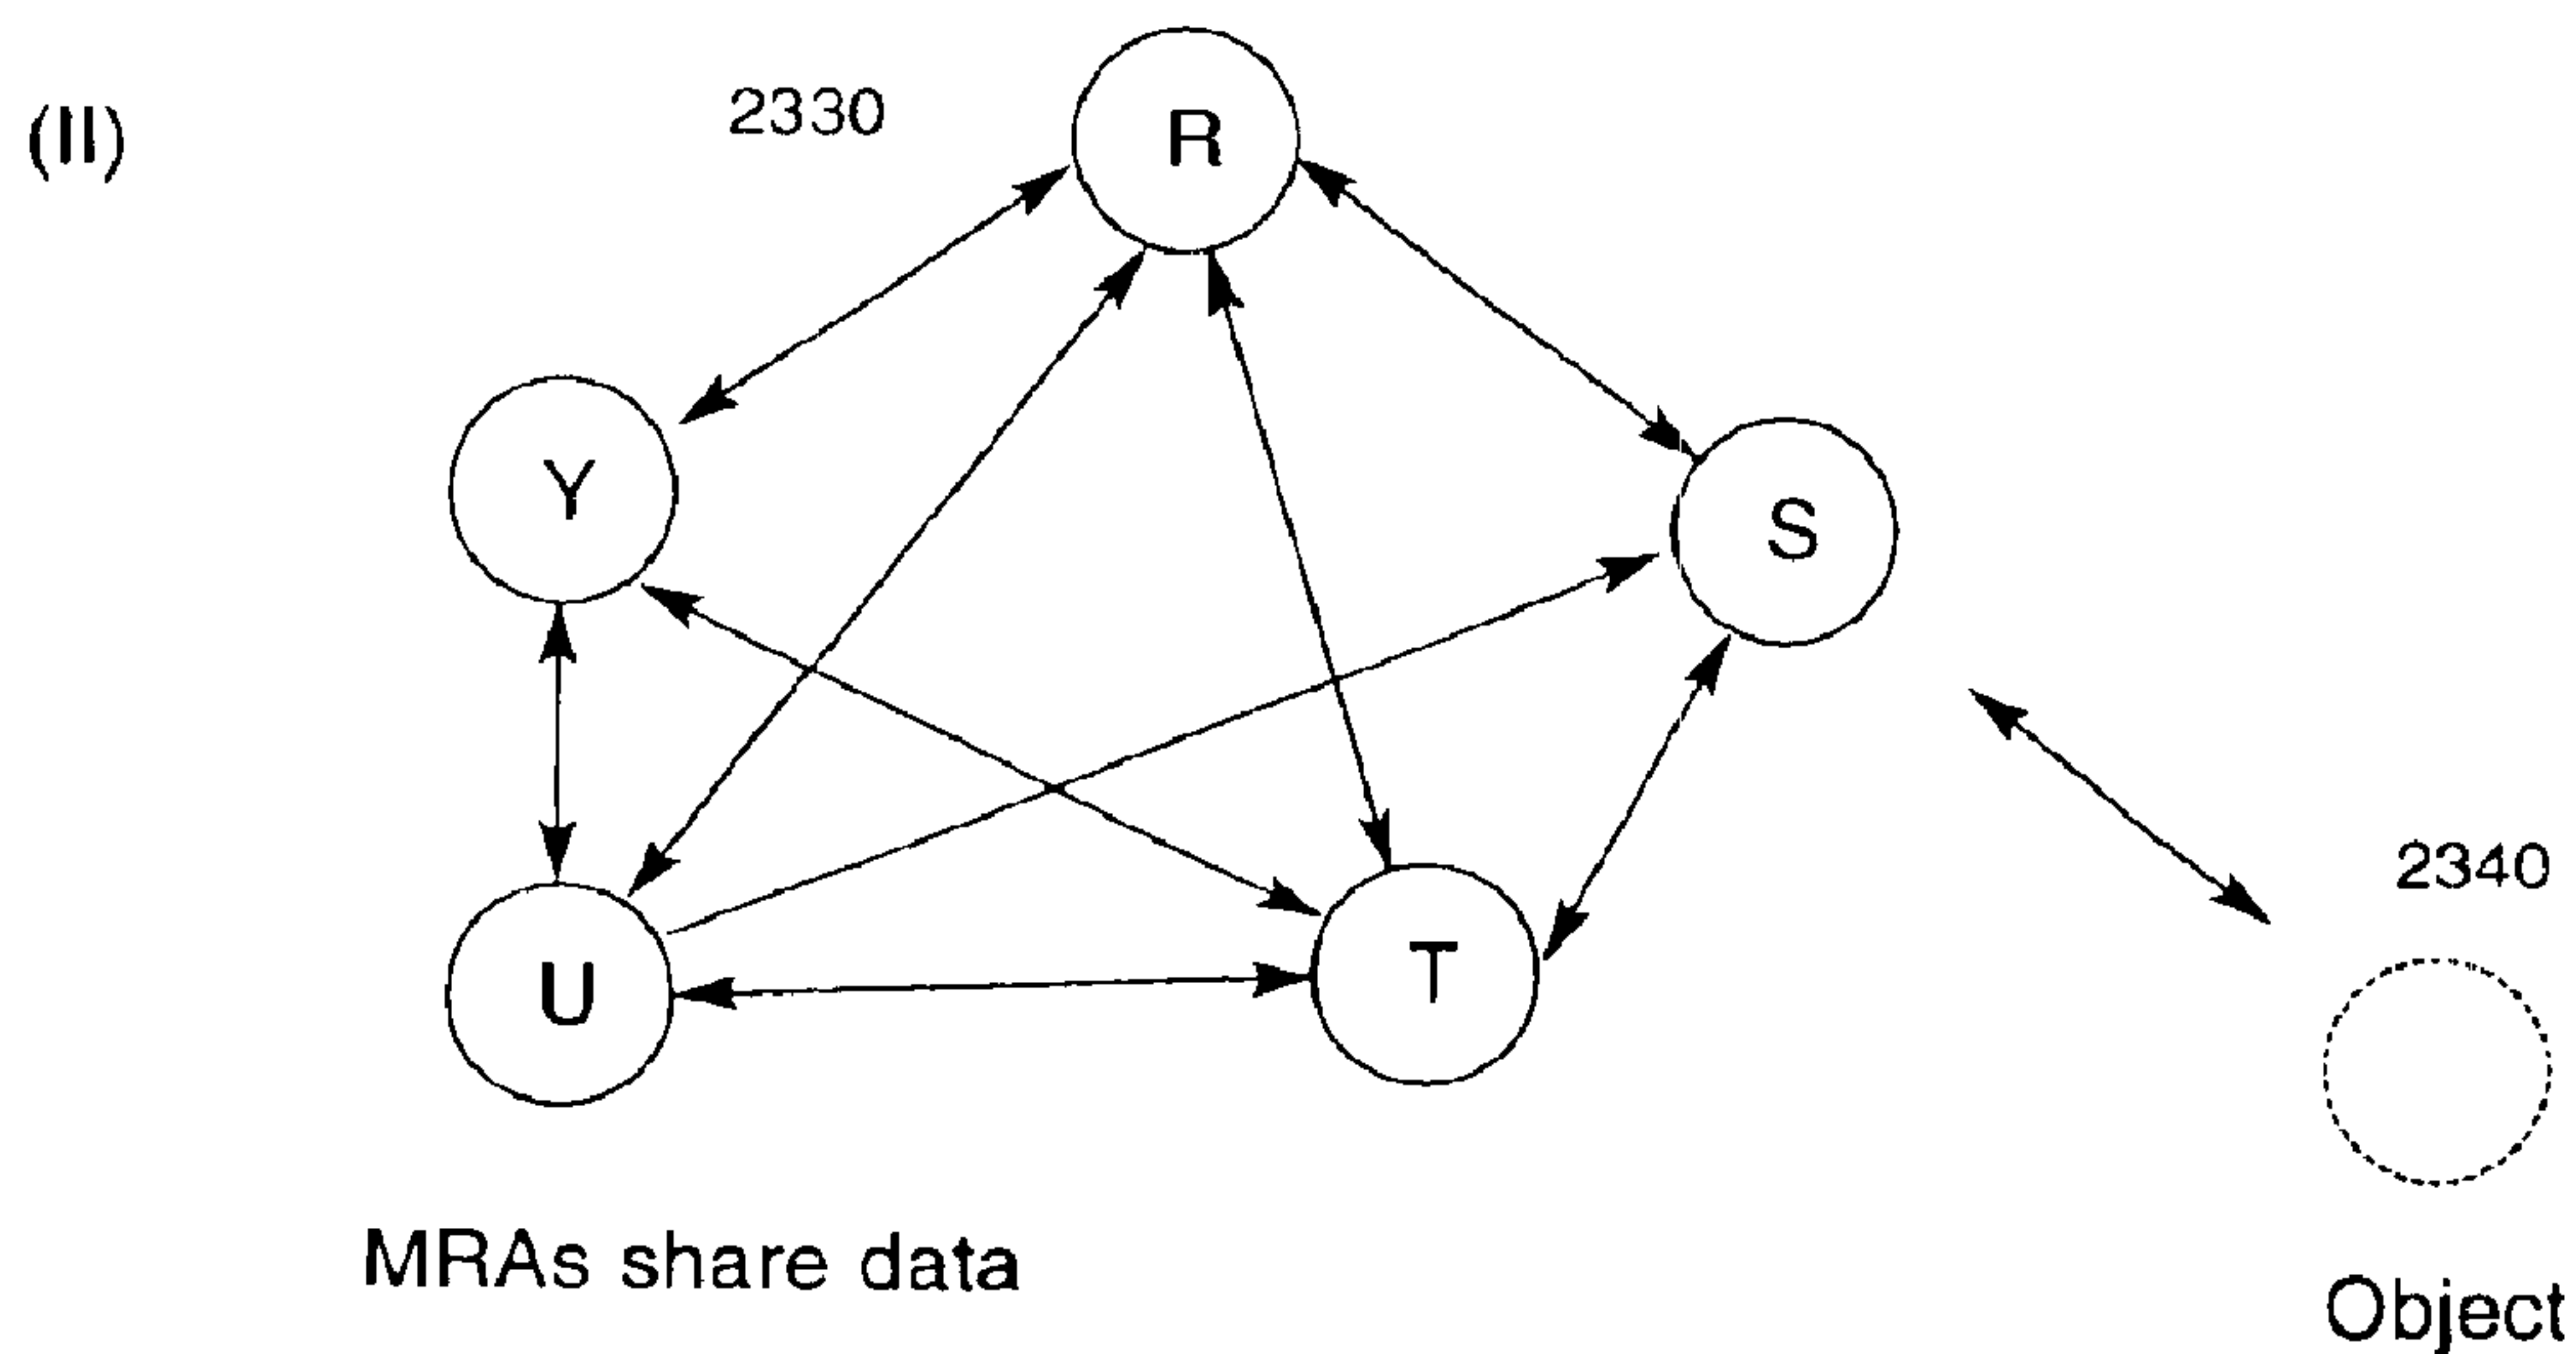 (II)
2330
R
Y
S
U
T
2340
MRAs share data
Object